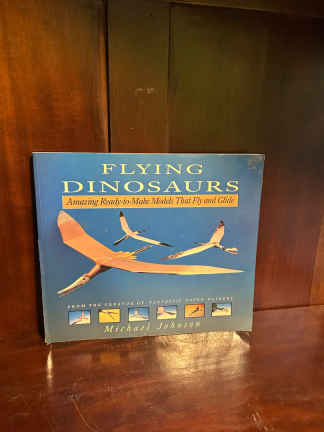 FLYING
DINOSAURS
Amazing Ready-to-Make Models That Fly and Glide
FROM THE CREATOR OF FANTASTIC PAPER GLIDERS
Michael Johnson